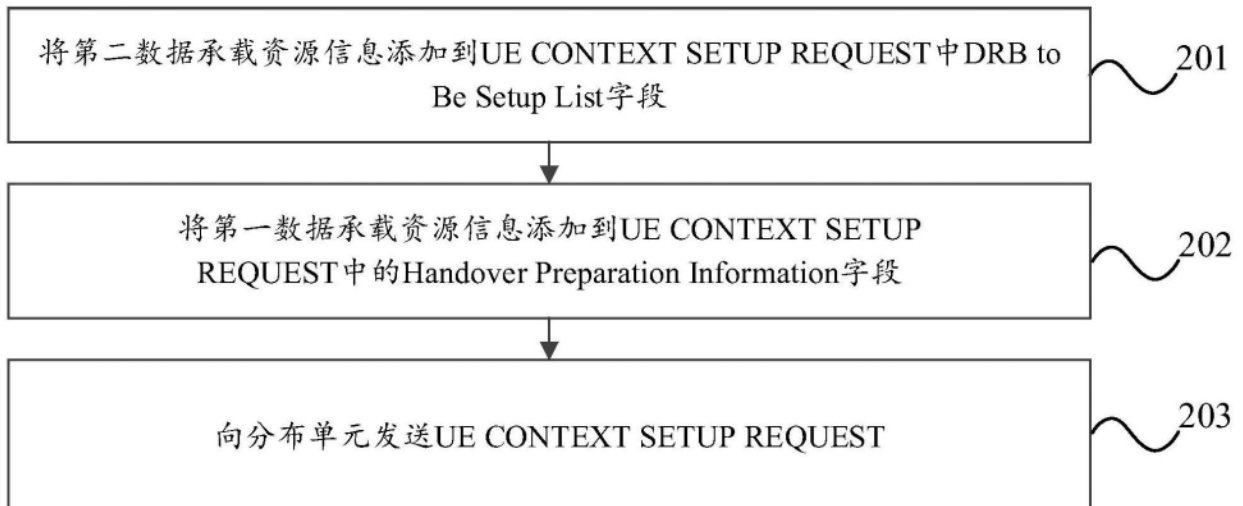 将第二数据承载资源信息添加到UE CONTEXT SETUP REQUEST中DRB to
Be Setup List字段
201
将第一数据承载资源信息添加到UE CONTEXT SETUP
REQUEST中的Handover Preparation Information字段
202
向分布单元发送UE CONTEXT SETUP REQUEST
203